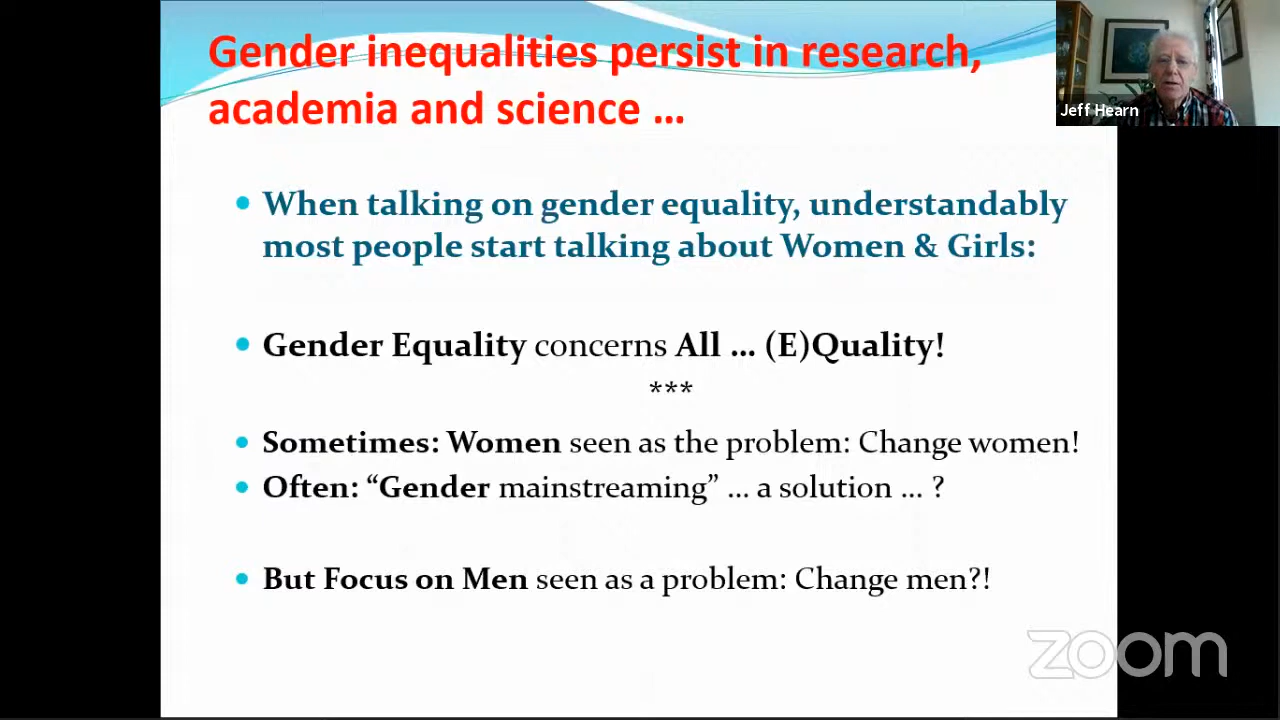 Gender inequalities persist in research,
academia and science ...
Jeff Hearn
• When talking on gender equality, understandably
most people start talking about Women & Girls:
• Gender Equality concerns All ... (E)Quality!
***
• Sometimes: Women seen as the problem: Change women!
• Often: “Gender mainstreaming” ... a solution ... ?
• But Focus on Men seen as a problem: Change men?!
zoom